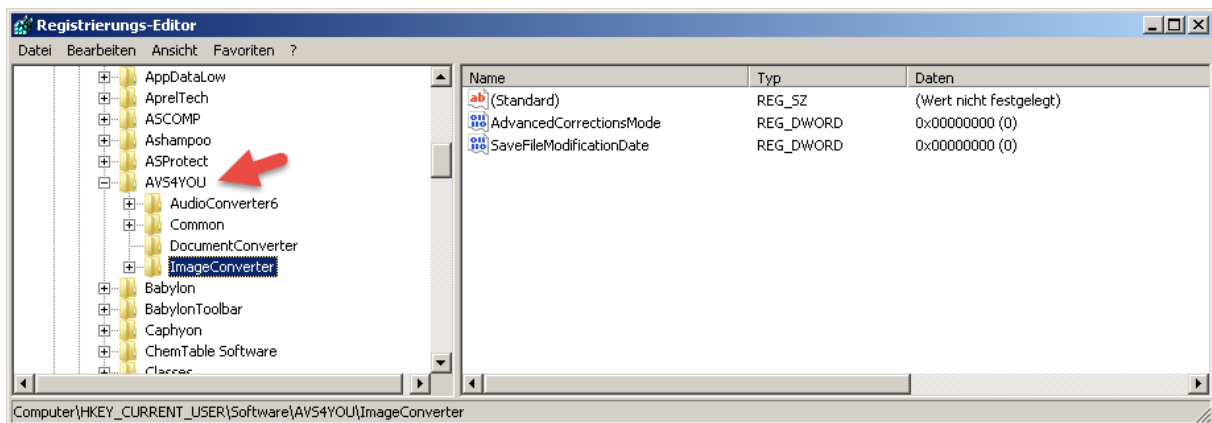 Registrierungs-Editor
Datei Bearbeiten Ansicht Favoriten ?
AppDataLow
AprelTech
ASCOMP
Ashampoo
ASProtect
AVS4YOU
AudioConverter6
Common
DocumentConverter
ImageConverter
Babylon
BabylonToolbar
Caphyon
ChemTable Software
Classes
Name Typ Daten
(Standard) REG_SZ (Wert nicht festgelegt)
AdvancedCorrectionsMode REG_DWORD 0x00000000 (0)
SaveFileModificationDate REG_DWORD 0x00000000 (0)
Computer\HKEY_CURRENT_USER\Software\AVS4YOU\ImageConverter